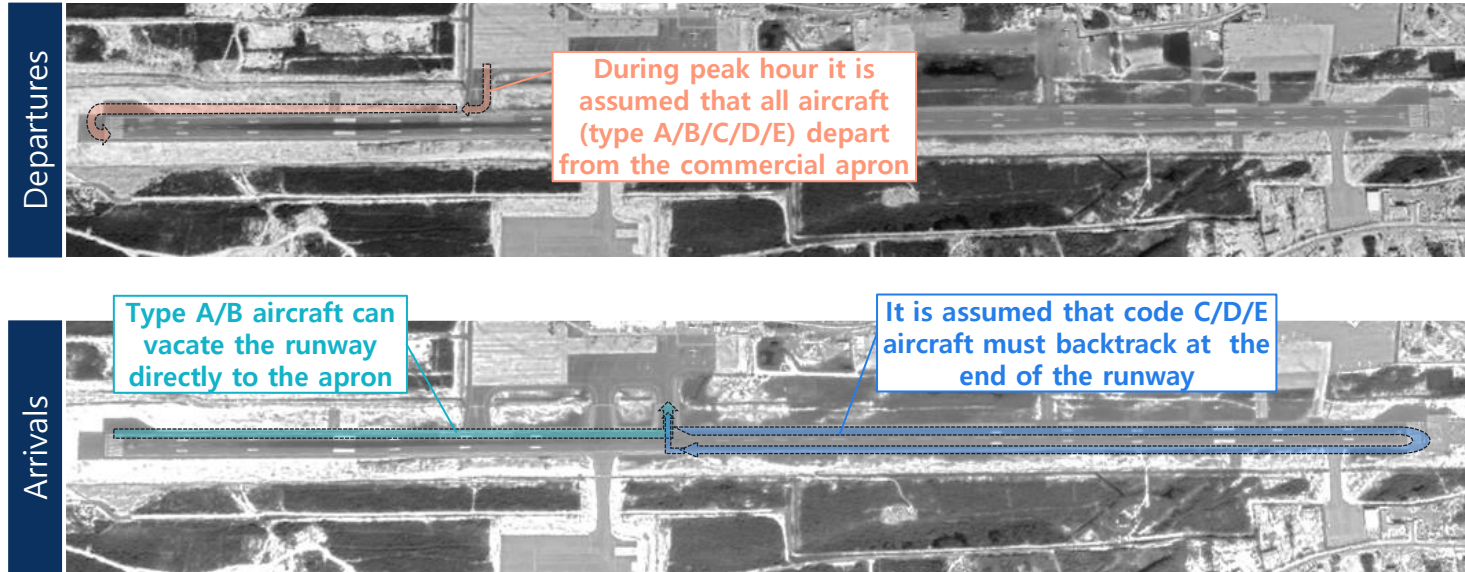 Departures
During peak hour it is
assumed that all aircraft
(type A/B/C/D/E) depart
from the commercial apron
Arrivals
Type A/B aircraft can
vacate the runway
directly to the apron
It is assumed that code C/D/E
aircraft must backtrack at the
end of the runway